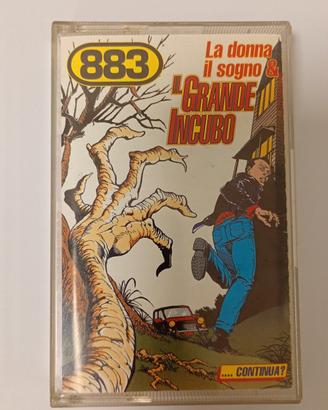 883
La donna
il sogno &
IL GRANDE
INCUBO
.... CONTINUA?